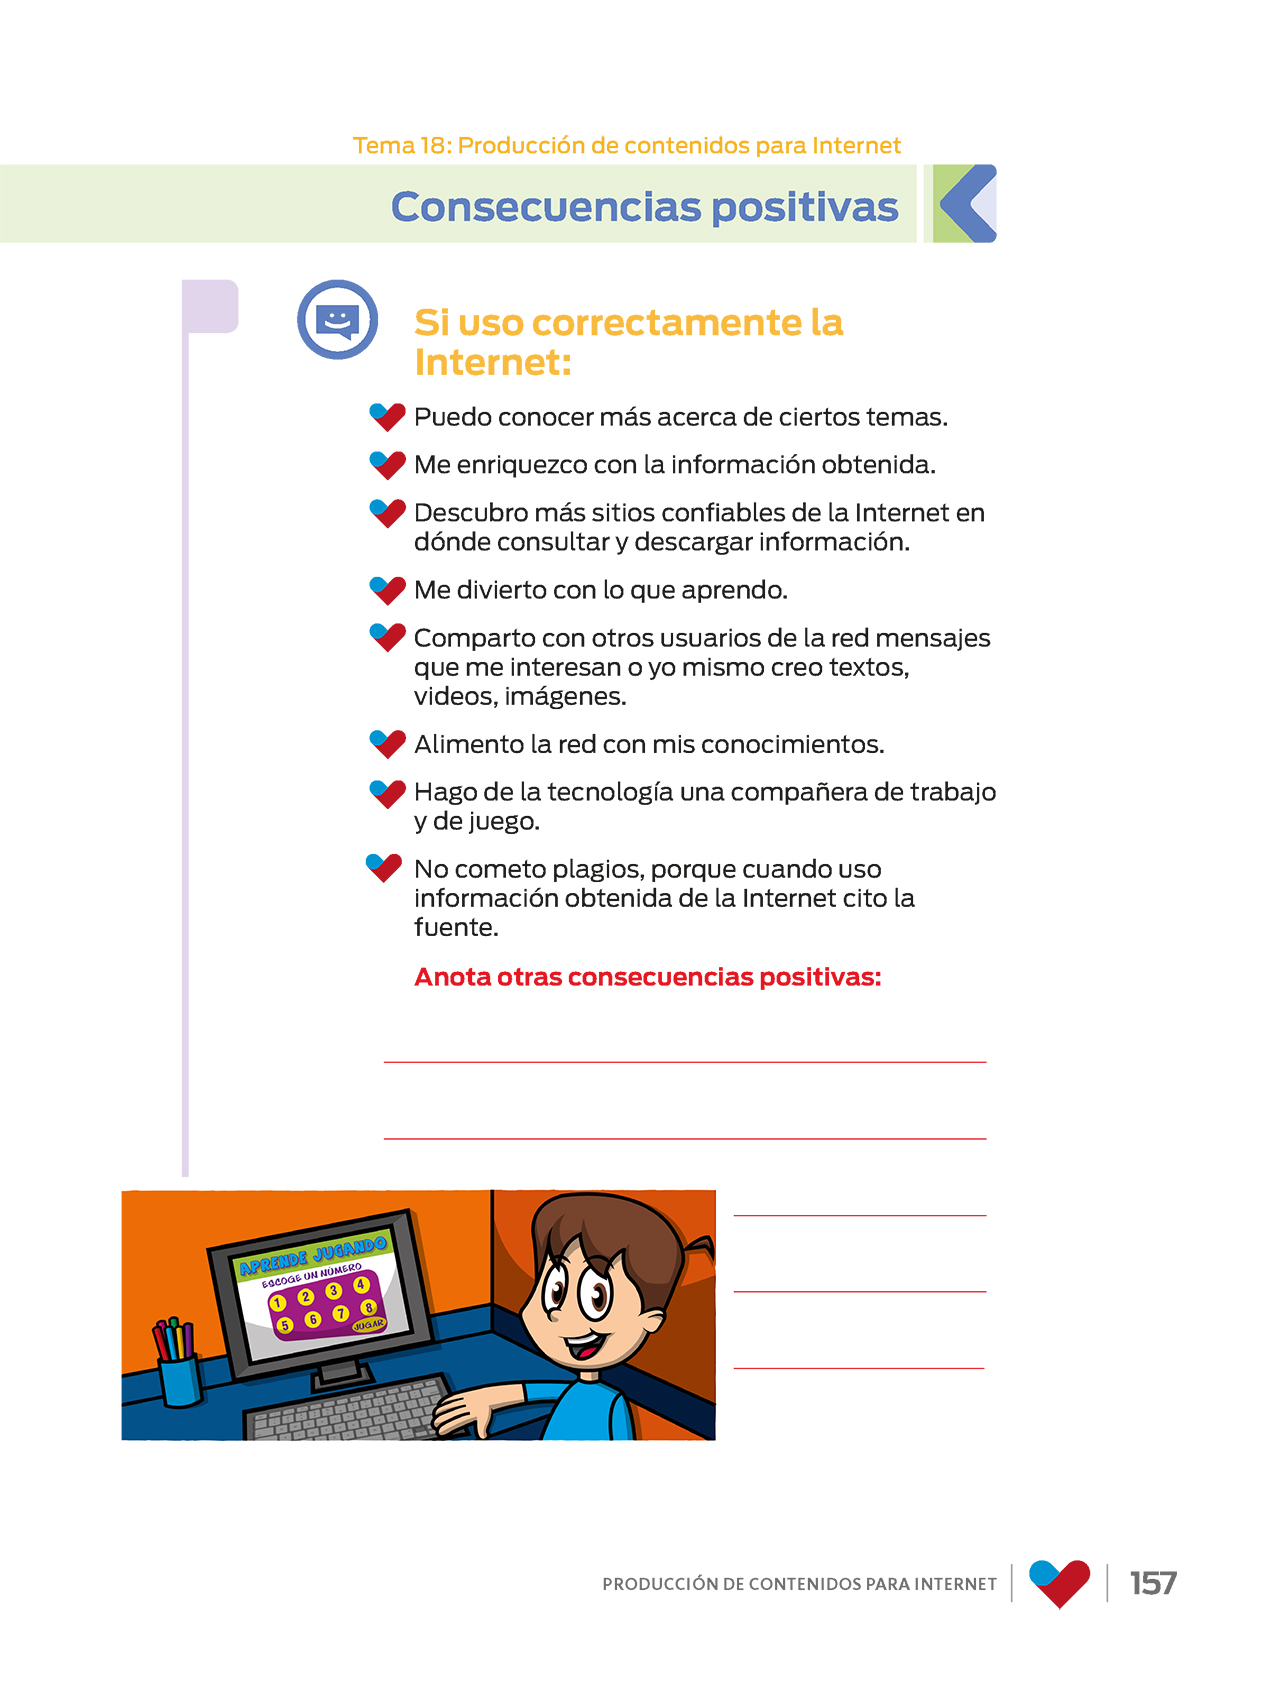 Tema 18: Producción de contenidos para Internet
Consecuencias positivas
Si uso correctamente la
Internet:
Puedo conocer más acerca de ciertos temas.
Me enriquezco con la información obtenida.
Descubro más sitios confiables de la Internet en
dónde consultar y descargar información.
Me divierto con lo que aprendo.
Comparto con otros usuarios de la red mensajes
que me interesan o yo mismo creo textos,
videos, imágenes.
Alimento la red con mis conocimientos.
Hago de la tecnología una compañera de trabajo
y de juego.
No cometo plagios, porque cuando uso
información obtenida de la Internet cito la
fuente.
Anota otras consecuencias positivas:
APRENDE JUGANDO
ESCOGE UN NÚMERO
1 2 3 4
5 6 7 8
JUGAR
PRODUCCIÓN DE CONTENIDOS PARA INTERNET 157